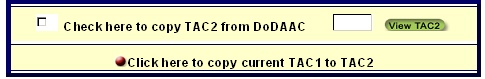 Check here to copy TAC2 from DoDAAC View TAC2
Click here to copy current TAC1 to TAC2